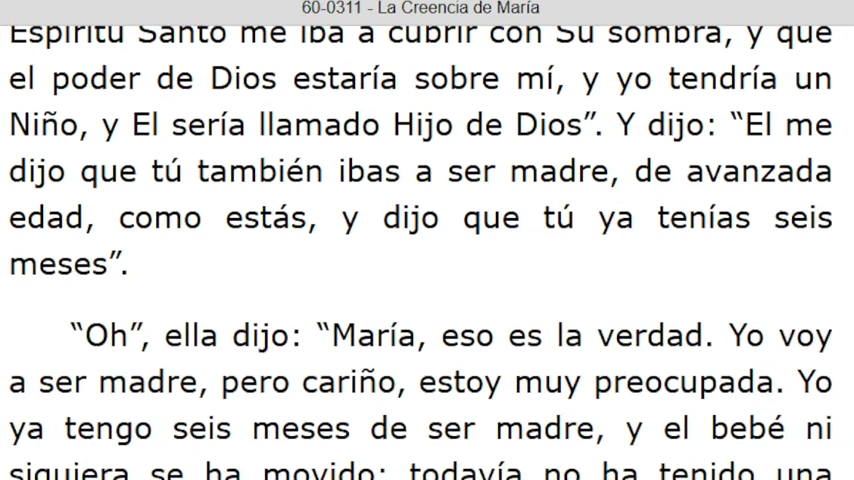 60-0311 - La Creencia de María
Espíritu Santo me iba a cubrir con Su sombra, y que
el poder de Dios estaría sobre mí, y yo tendría un
Niño, y El sería llamado Hijo de Dios”. Y dijo: “El me
dijo que tú también ibas a ser madre, de avanzada
edad, como estás, y dijo que tú ya tenías seis
meses”.
“Oh”, ella dijo: “María, eso es la verdad. Yo voy
a ser madre, pero cariño, estoy muy preocupada. Yo
ya tengo seis meses de ser madre, y el bebé ni
siquiera se ha movido; todavía no ha tenido una